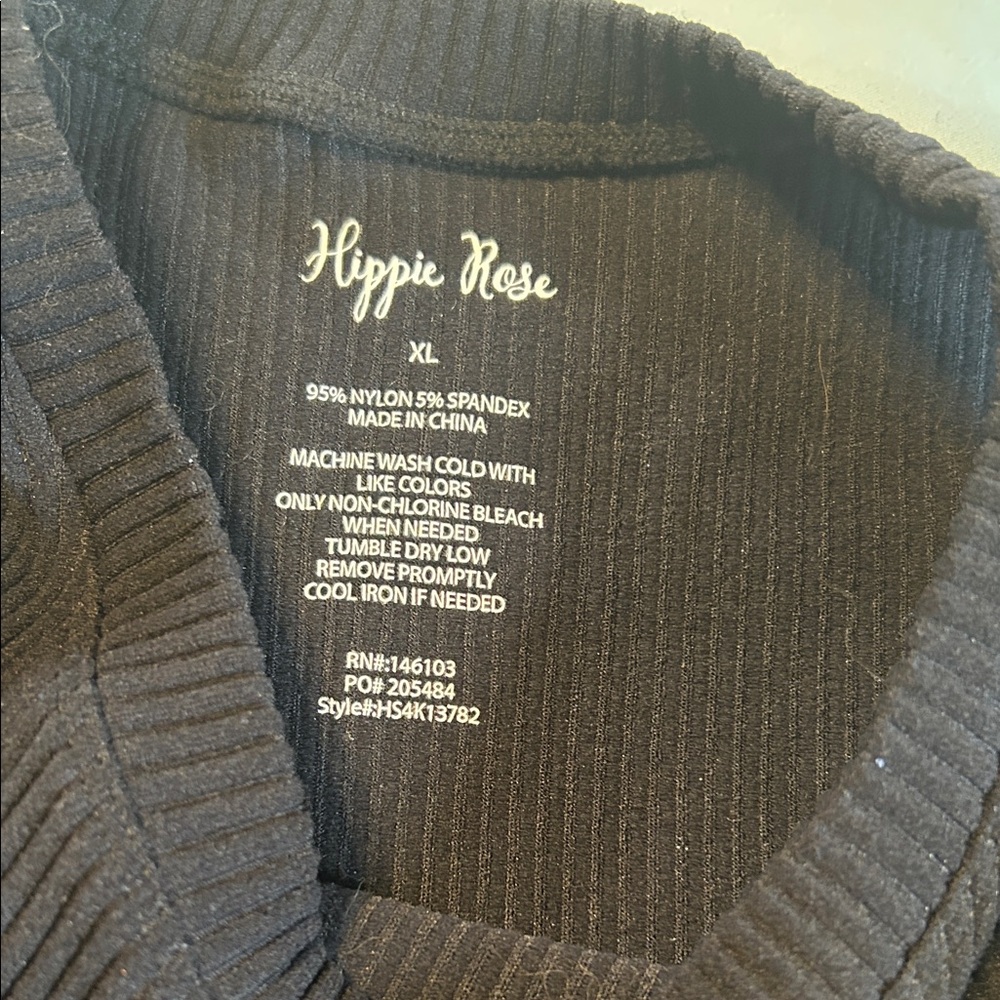 Hippie Rose
XL
95% NYLON 5% SPANDEX
MADE IN CHINA
MACHINE WASH COLD WITH
LIKE COLORS
ONLY NON-CHLORINE BLEACH
WHEN NEEDED
TUMBLE DRY LOW
REMOVE PROMPTLY
COOL IRON IF NEEDED
RN#:146103
PO# 205484
Style#:HS4K13782